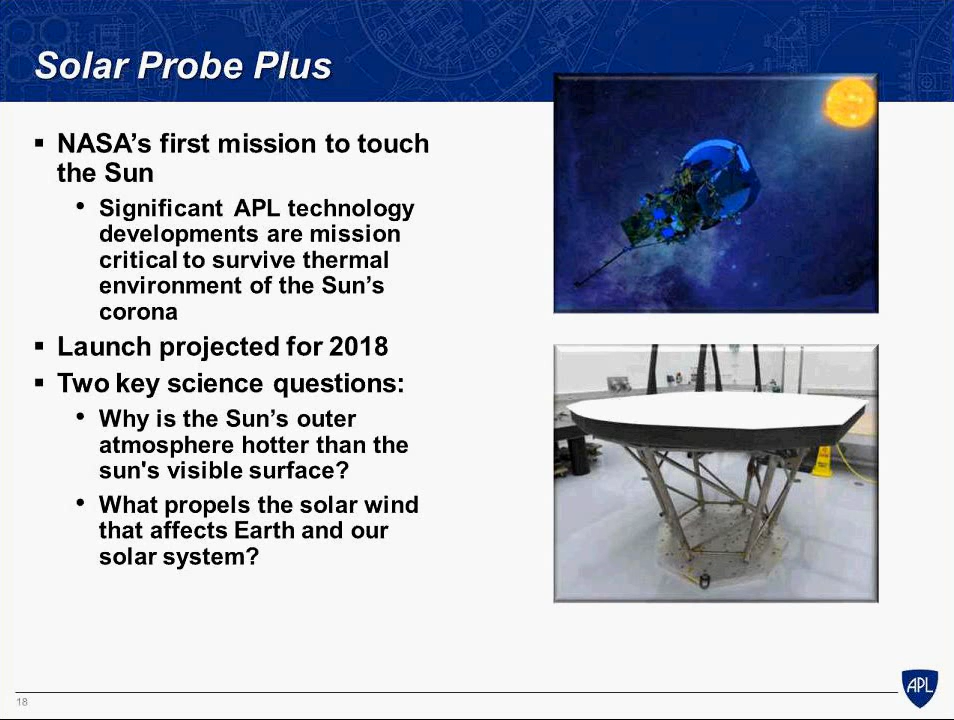 Solar Probe Plus
▪ NASA’s first mission to touch
the Sun
• Significant APL technology
developments are mission
critical to survive thermal
environment of the Sun’s
corona
▪ Launch projected for 2018
▪ Two key science questions:
• Why is the Sun’s outer
atmosphere hotter than the
sun's visible surface?
• What propels the solar wind
that affects Earth and our
solar system?
18
APL